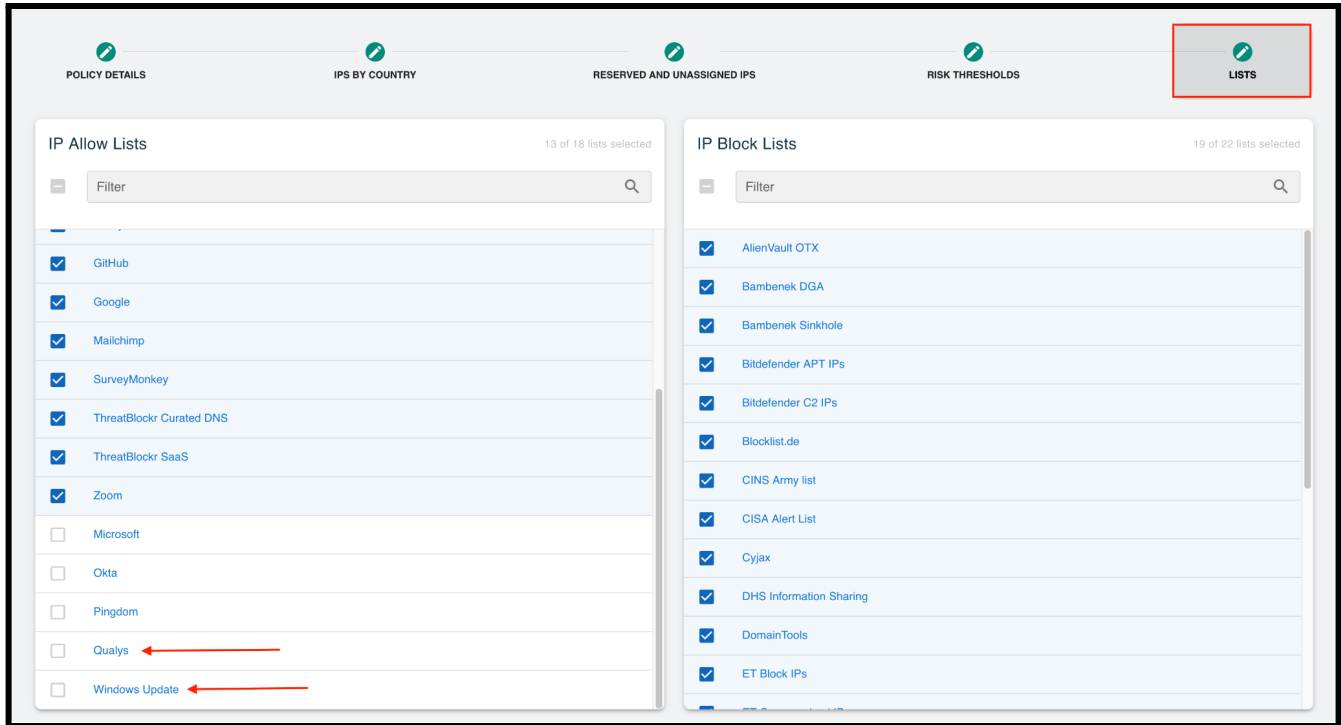 POLICY DETAILS
IPS BY COUNTRY
RESERVED AND UNASSIGNED IPS
RISK THRESHOLDS
LISTS
IP Allow Lists
13 of 18 lists selected
Filter
GitHub
Google
Mailchimp
SurveyMonkey
ThreatBlockr Curated DNS
ThreatBlockr SaaS
Zoom
Microsoft
Okta
Pingdom
Qualys
Windows Update
IP Block Lists
19 of 22 lists selected
Filter
AlienVault OTX
Bambenek DGA
Bambenek Sinkhole
Bitdefender APT IPs
Bitdefender C2 IPs
Blocklist.de
CINS Army list
CISA Alert List
Cyjax
DHS Information Sharing
DomainTools
ET Block IPs